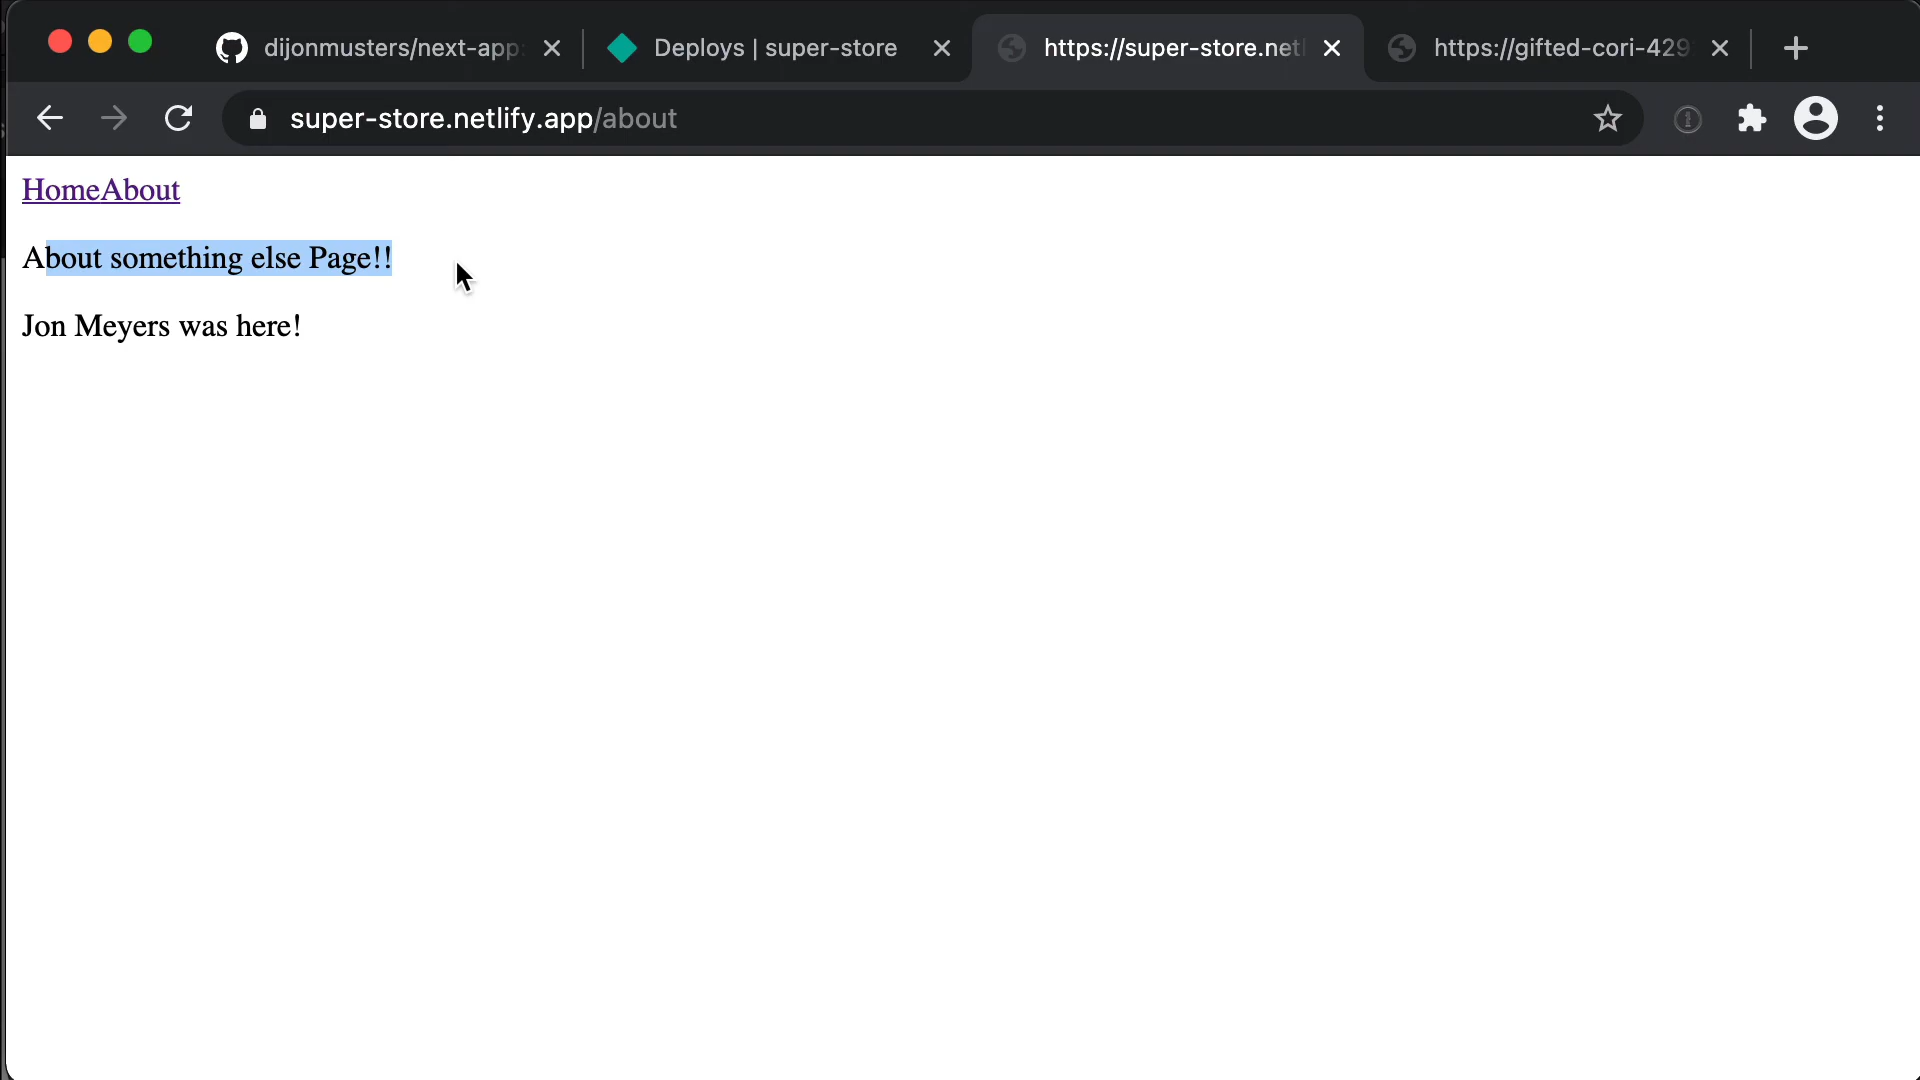 dijonmusters/next-app:
Deploys | super-store
https://super-store.netl
https://gifted-cori-429
super-store.netlify.app/about
HomeAbout
About something else Page!!
Jon Meyers was here!